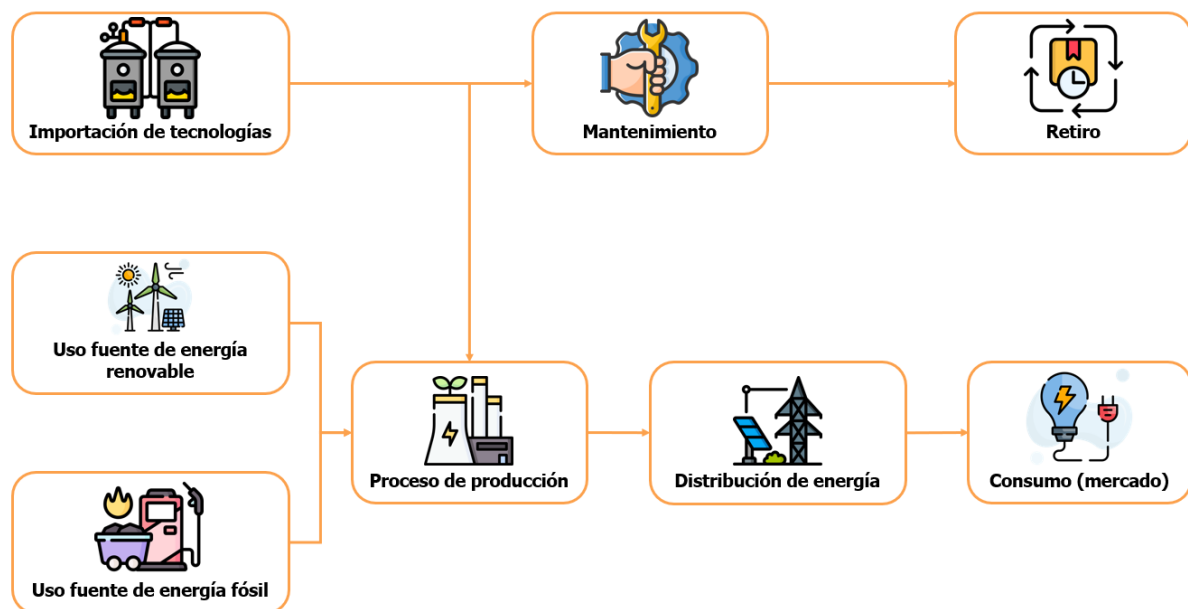 Importación de tecnologías
Mantenimiento
Retiro
Uso fuente de energía
renovable
Proceso de producción
Distribución de energía
Consumo (mercado)
Uso fuente de energía fósil